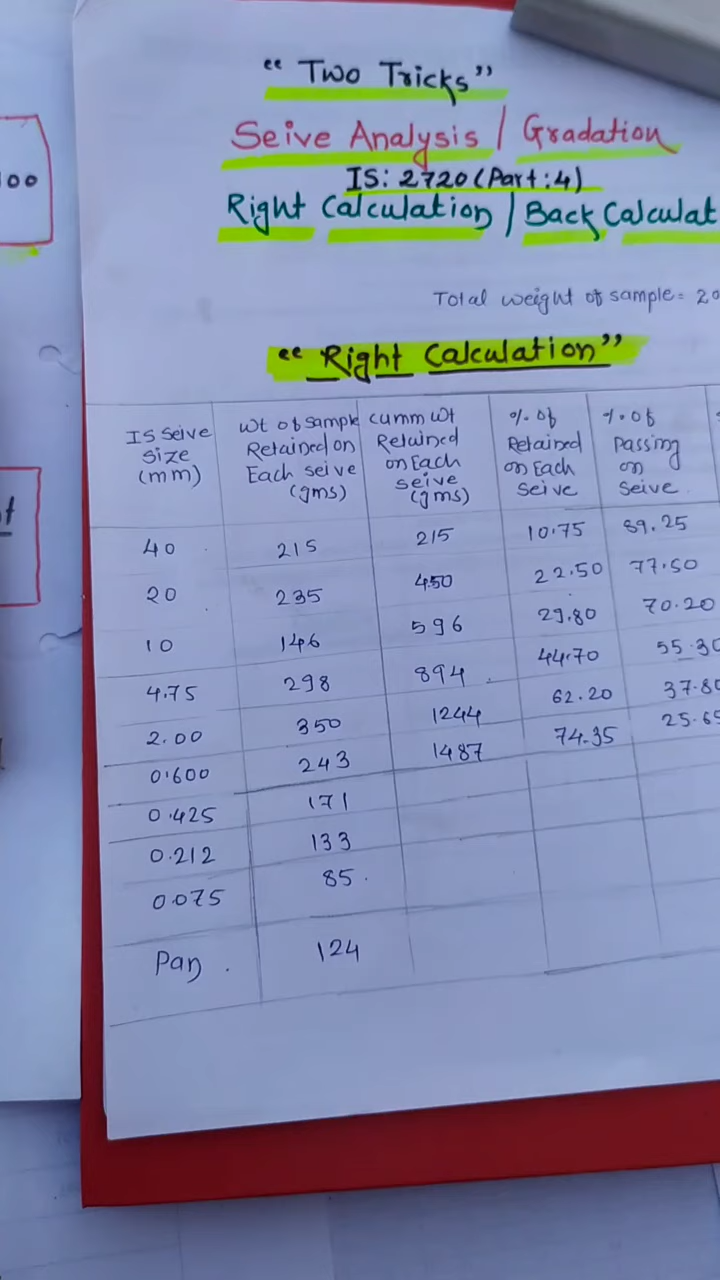 “ Two Tricks ”
Seive Analysis / Gradation
IS: 2720 (Part:4)
Right Calculation / Back Calculat
Total weight of sample = 20
“ Right Calculation ”
IS Seive Size (mm) | Wt of sample Retained on Each seive (gms) | Cumm Wt Retained on Each seive (gms) | %. of Retained on Each Seive | %. of Passing on Seive
40 | 215 | 215 | 10.75 | 89.25
20 | 235 | 450 | 22.50 | 77.50
10 | 146 | 596 | 29.80 | 70.20
4.75 | 298 | 894 | 44.70 | 55.30
2.00 | 350 | 1244 | 62.20 | 37.80
0.600 | 243 | 1487 | 74.35 | 25.65
0.425 | 171
0.212 | 133
0.075 | 85
Pan | 124
00